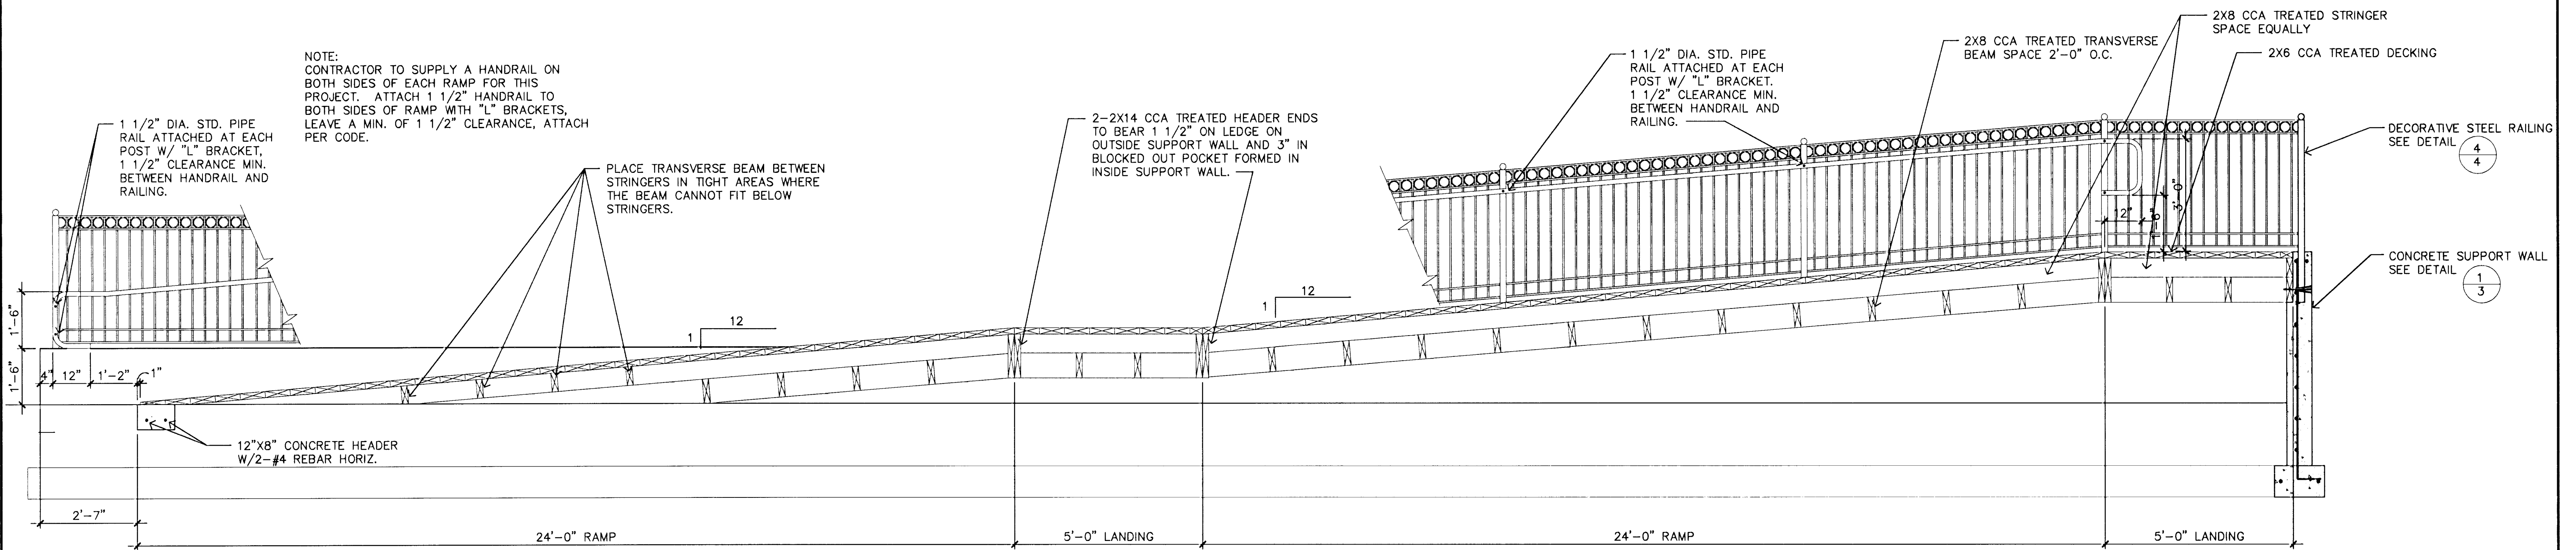 NOTE:
CONTRACTOR TO SUPPLY A HANDRAIL ON
BOTH SIDES OF EACH RAMP FOR THIS
PROJECT. ATTACH 1 1/2" HANDRAIL TO
BOTH SIDES OF RAMP WITH "L" BRACKETS,
LEAVE A MIN. OF 1 1/2" CLEARANCE, ATTACH
PER CODE.
1 1/2" DIA. STD. PIPE
RAIL ATTACHED AT EACH
POST W/ "L" BRACKET,
1 1/2" CLEARANCE MIN.
BETWEEN HANDRAIL AND
RAILING.
PLACE TRANSVERSE BEAM BETWEEN
STRINGERS IN TIGHT AREAS WHERE
THE BEAM CANNOT FIT BELOW
STRINGERS.
2-2X14 CCA TREATED HEADER ENDS
TO BEAR 1 1/2" ON LEDGE ON
OUTSIDE SUPPORT WALL AND 3" IN
BLOCKED OUT POCKET FORMED IN
INSIDE SUPPORT WALL.
1 1/2" DIA. STD. PIPE
RAIL ATTACHED AT EACH
POST W/ "L" BRACKET.
1 1/2" CLEARANCE MIN.
BETWEEN HANDRAIL AND
RAILING.
2X8 CCA TREATED TRANSVERSE
BEAM SPACE 2'-0" O.C.
2X8 CCA TREATED STRINGER
SPACE EQUALLY
2X6 CCA TREATED DECKING
DECORATIVE STEEL RAILING
SEE DETAIL
4
4
CONCRETE SUPPORT WALL
SEE DETAIL
1
3
12"
1'-8"
3'-0"
12
1
12
1
1'-6"
1'-6"
4"
12"
1'-2"
1"
12"X8" CONCRETE HEADER
W/2-#4 REBAR HORIZ.
2'-7"
24'-0" RAMP
5'-0" LANDING
24'-0" RAMP
5'-0" LANDING